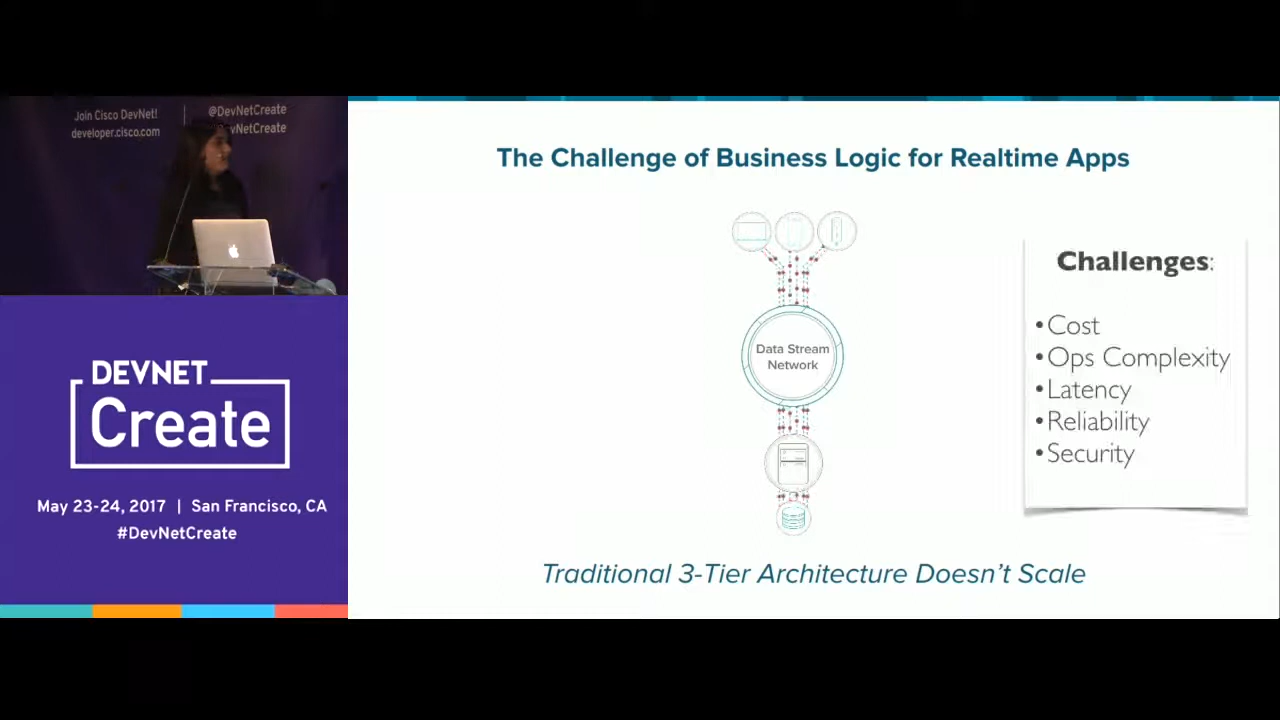 Join Cisco DevNet!
developer.cisco.com
@DevNetCreate
DevNetCreate
DEVNET
Create
May 23-24, 2017 | San Francisco, CA
#DevNetCreate
The Challenge of Business Logic for Realtime Apps
Data Stream
Network
Challenges:
•Cost
•Ops Complexity
•Latency
•Reliability
•Security
Traditional 3-Tier Architecture Doesn't Scale